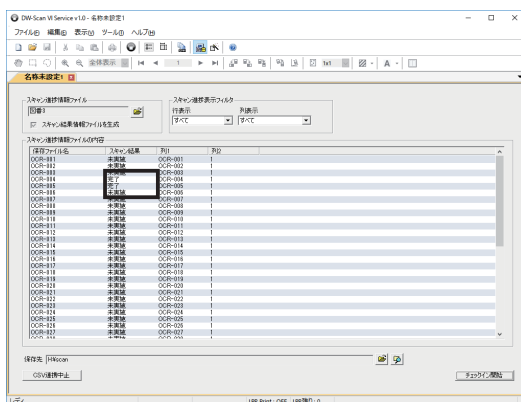 DW-Scan VI Service v1.0 - 名称未設定1
ファイル(F) 編集(E) 表示(V) ツール(T) ヘルプ(H)
全体表示 1 1x1 A
名称未設定1
スキャン進捗情報ファイル スキャン進捗表示フィルタ
図番3 行表示 列表示
スキャン結果情報ファイルを生成 すべて すべて
スキャン進捗情報ファイルの内容
保存ファイル名 スキャン結果 列1 列2
OCR-001 未実施 OCR-001 1
OCR-002 未実施 OCR-002 1
OCR-003 未実施 OCR-003 1
OCR-004 完了 OCR-004 1
OCR-005 完了 OCR-005 1
OCR-006 未実施 OCR-006 1
OCR-007 未実施 OCR-007 1
OCR-008 未実施 OCR-008 1
OCR-009 未実施 OCR-009 1
OCR-010 未実施 OCR-010 1
OCR-011 未実施 OCR-011 1
OCR-012 未実施 OCR-012 1
OCR-013 未実施 OCR-013 1
OCR-014 未実施 OCR-014 1
OCR-015 未実施 OCR-015 1
OCR-016 未実施 OCR-016 1
OCR-017 未実施 OCR-017 1
OCR-018 未実施 OCR-018 1
OCR-019 未実施 OCR-019 1
OCR-020 未実施 OCR-020 1
OCR-021 未実施 OCR-021 1
OCR-022 未実施 OCR-022 1
OCR-023 未実施 OCR-023 1
OCR-024 未実施 OCR-024 1
OCR-025 未実施 OCR-025 1
OCR-026 未実施 OCR-026 1
OCR-027 未実施 OCR-027 1
保存先 H:¥scan
CSV連携中止 チェックイン開始
レディ LBP Print : OFF